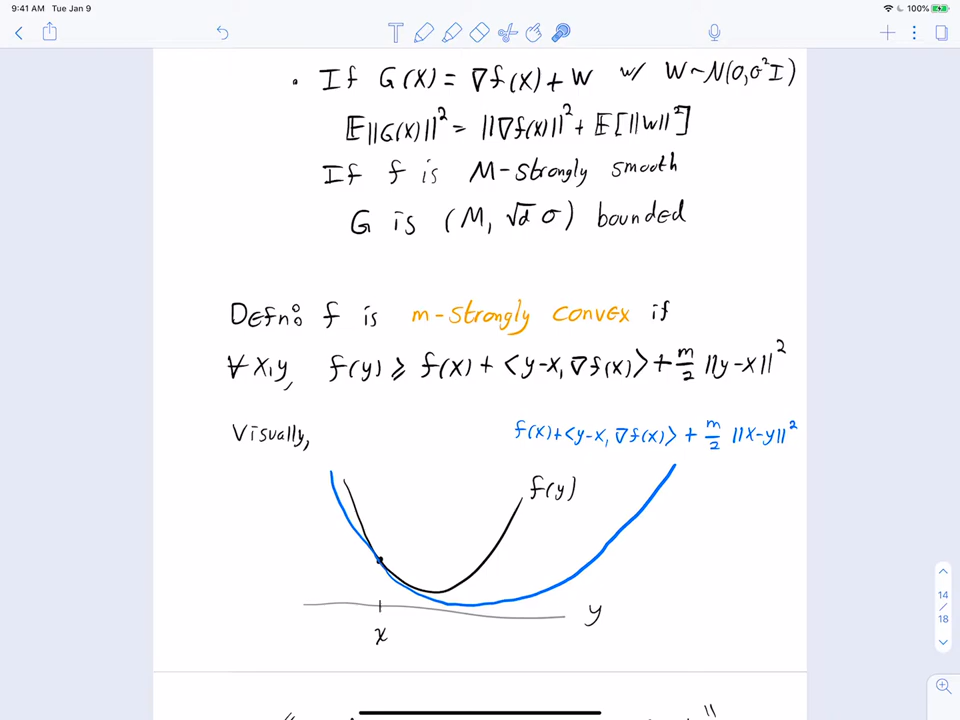 9:41 AM Tue Jan 9
100%
T
• If G(X) = ∇f(X) + W w/ W ~ N(0, σ²I)
𝔼||G(X)||² = ||∇f(X)||² + 𝔼[||W||²]
If f is M-strongly smooth
G is (M, √d σ) bounded
Defn: f is m-strongly convex if
∀ x,y, f(y) ≥ f(x) + <y-x, ∇f(x)> + m/2 ||y-x||²
Visually,
f(x)+<y-x, ∇f(x)> + m/2 ||x-y||²
f(y)
y
x
14
/
18